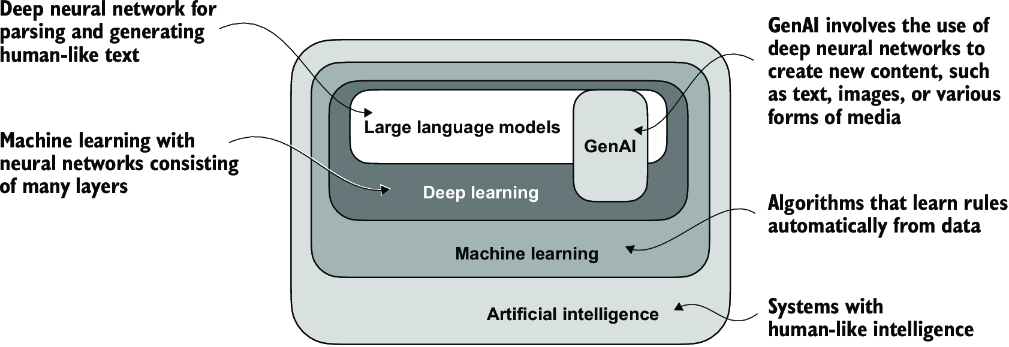 Deep neural network for
parsing and generating
human-like text
GenAI involves the use of
deep neural networks to
create new content, such
as text, images, or various
forms of media
Large language models
GenAI
Machine learning with
neural networks consisting
of many layers
Deep learning
Algorithms that learn rules
automatically from data
Machine learning
Artificial intelligence
Systems with
human-like intelligence